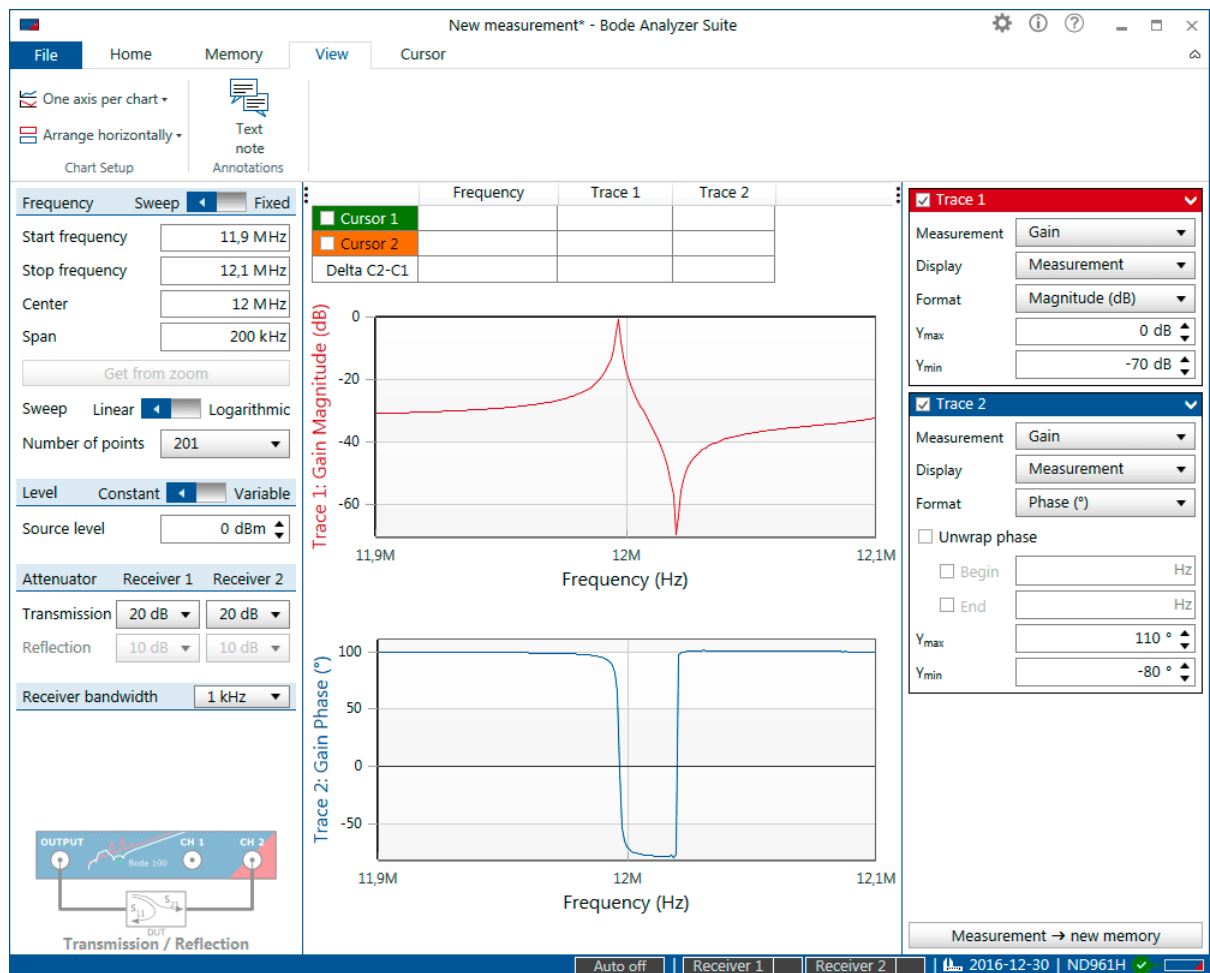 New measurement* - Bode Analyzer Suite
File Home Memory View Cursor
One axis per chart
Arrange horizontally
Chart Setup
Text
note
Annotations
Frequency Sweep Fixed
Start frequency 11,9 MHz
Stop frequency 12,1 MHz
Center 12 MHz
Span 200 kHz
Get from zoom
Sweep Linear Logarithmic
Number of points 201
Level Constant Variable
Source level 0 dBm
Attenuator Receiver 1 Receiver 2
Transmission 20 dB 20 dB
Reflection 10 dB 10 dB
Receiver bandwidth 1 kHz
OUTPUT CH 1 CH 2
Bode 100
S11 S21
DUT
Transmission / Reflection
Frequency Trace 1 Trace 2
Cursor 1
Cursor 2
Delta C2-C1
Trace 1: Gain Magnitude (dB)
0
-20
-40
-60
11,9M 12M 12,1M
Frequency (Hz)
Trace 2: Gain Phase (°)
100
50
0
-50
11,9M 12M 12,1M
Frequency (Hz)
Trace 1
Measurement Gain
Display Measurement
Format Magnitude (dB)
Ymax 0 dB
Ymin -70 dB
Trace 2
Measurement Gain
Display Measurement
Format Phase (°)
Unwrap phase
Begin Hz
End Hz
Ymax 110 °
Ymin -80 °
Measurement → new memory
Auto off Receiver 1 Receiver 2 2016-12-30 ND961H